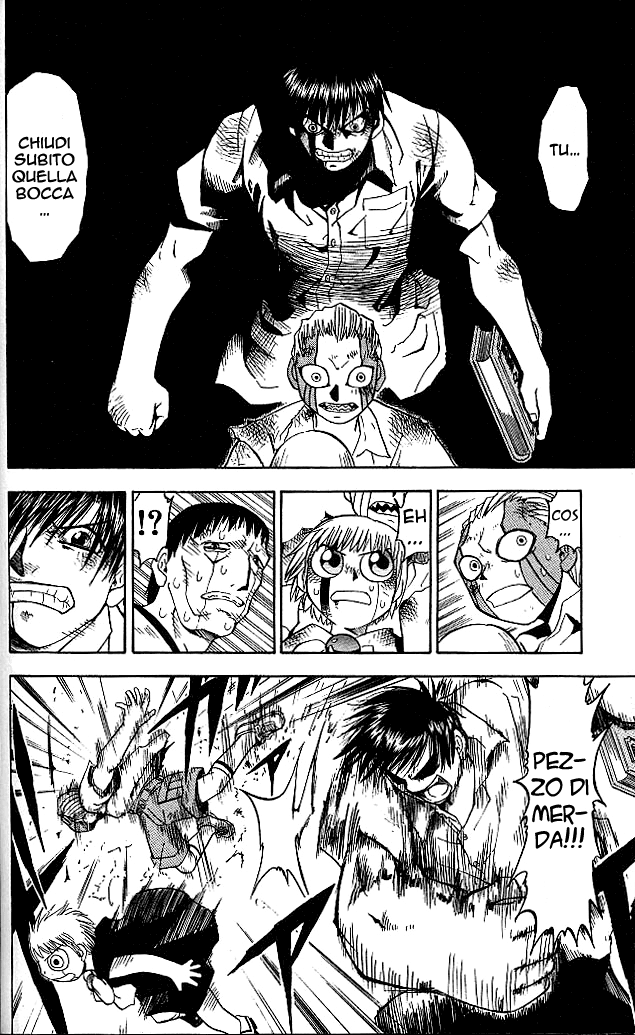 TU...
CHIUDI
SUBITO
QUELLA
BOCCA
...
COS
...
EH
...
!?
PEZ-
ZO DI
MER-
DA!!!